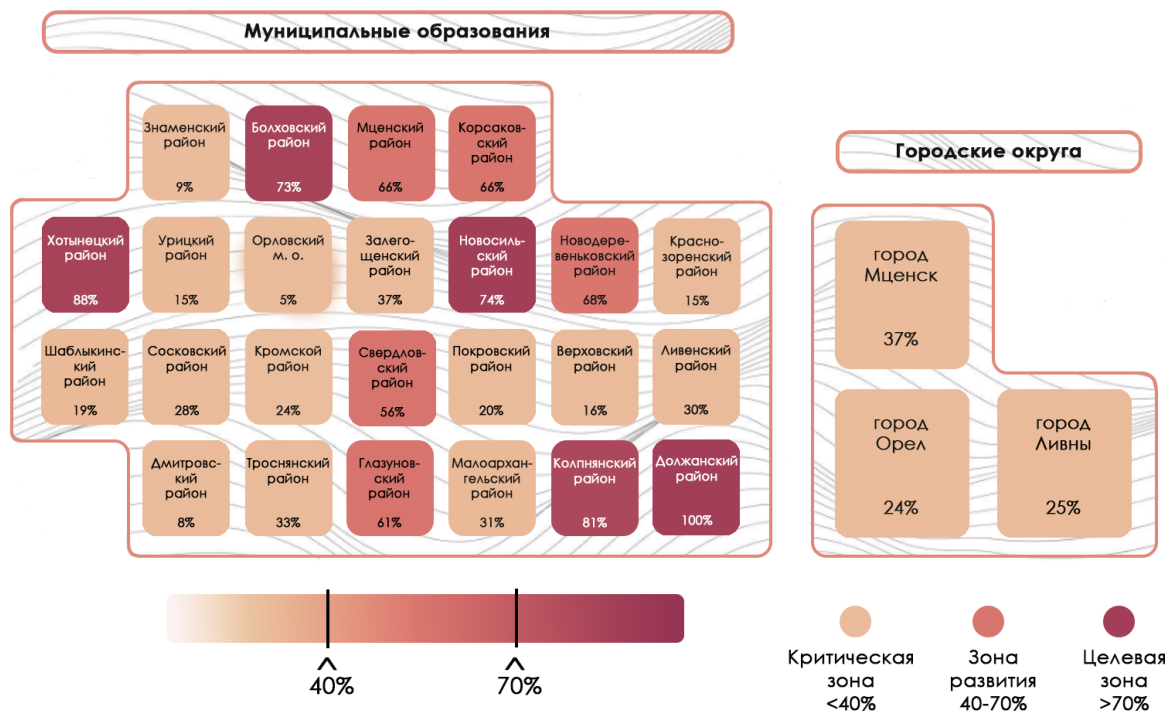 Муниципальные образования
Знаменский
район
9%
Болховский
район
73%
Мценский
район
66%
Корсаков-
ский
район
66%
Хотынецкий
район
88%
Урицкий
район
15%
Орловский
м. о.
5%
Залего-
щенский
район
37%
Новосиль-
ский
район
74%
Новодере-
веньковский
район
68%
Красно-
зоренский
район
15%
Шаблыкинс-
кий
район
19%
Сосковский
район
28%
Кромской
район
24%
Свердлов-
ский
район
56%
Покровский
район
20%
Верховский
район
16%
Ливенский
район
30%
Дмитровс-
кий
район
8%
Троснянский
район
33%
Глазунов-
ский
район
61%
Малоархан-
гельский
район
31%
Колпнянский
район
81%
Должанский
район
100%
40%
70%
Городские округа
город
Мценск
37%
город
Орел
24%
город
Ливны
25%
Критическая
зона
<40%
Зона
развития
40-70%
Целевая
зона
>70%